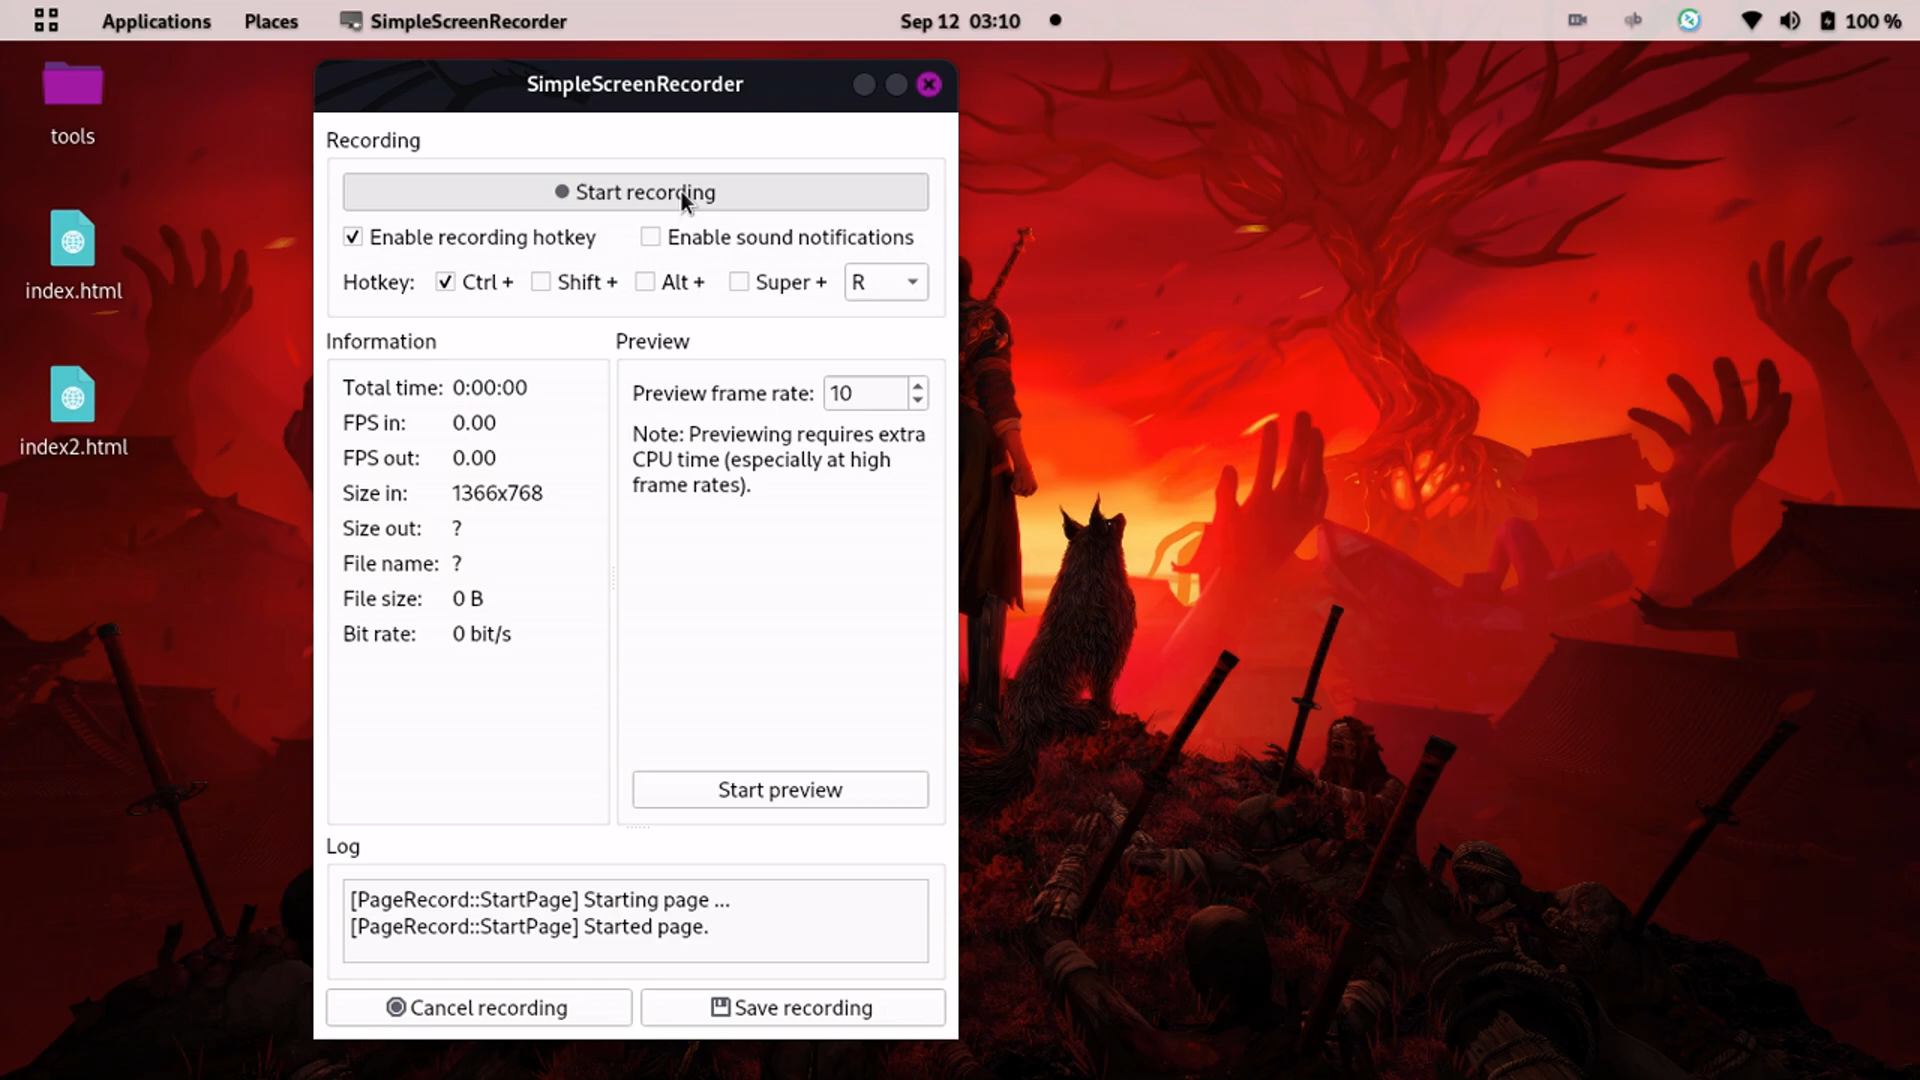 Applications Places SimpleScreenRecorder Sep 12 03:10 qb 100 %
tools
index.html
index2.html
SimpleScreenRecorder
Recording
Start recording
Enable recording hotkey Enable sound notifications
Hotkey: Ctrl + Shift + Alt + Super + R
Information
Total time: 0:00:00
FPS in: 0.00
FPS out: 0.00
Size in: 1366x768
Size out: ?
File name: ?
File size: 0 B
Bit rate: 0 bit/s
Preview
Preview frame rate: 10
Note: Previewing requires extra
CPU time (especially at high
frame rates).
Start preview
Log
[PageRecord::StartPage] Starting page ...
[PageRecord::StartPage] Started page.
Cancel recording Save recording